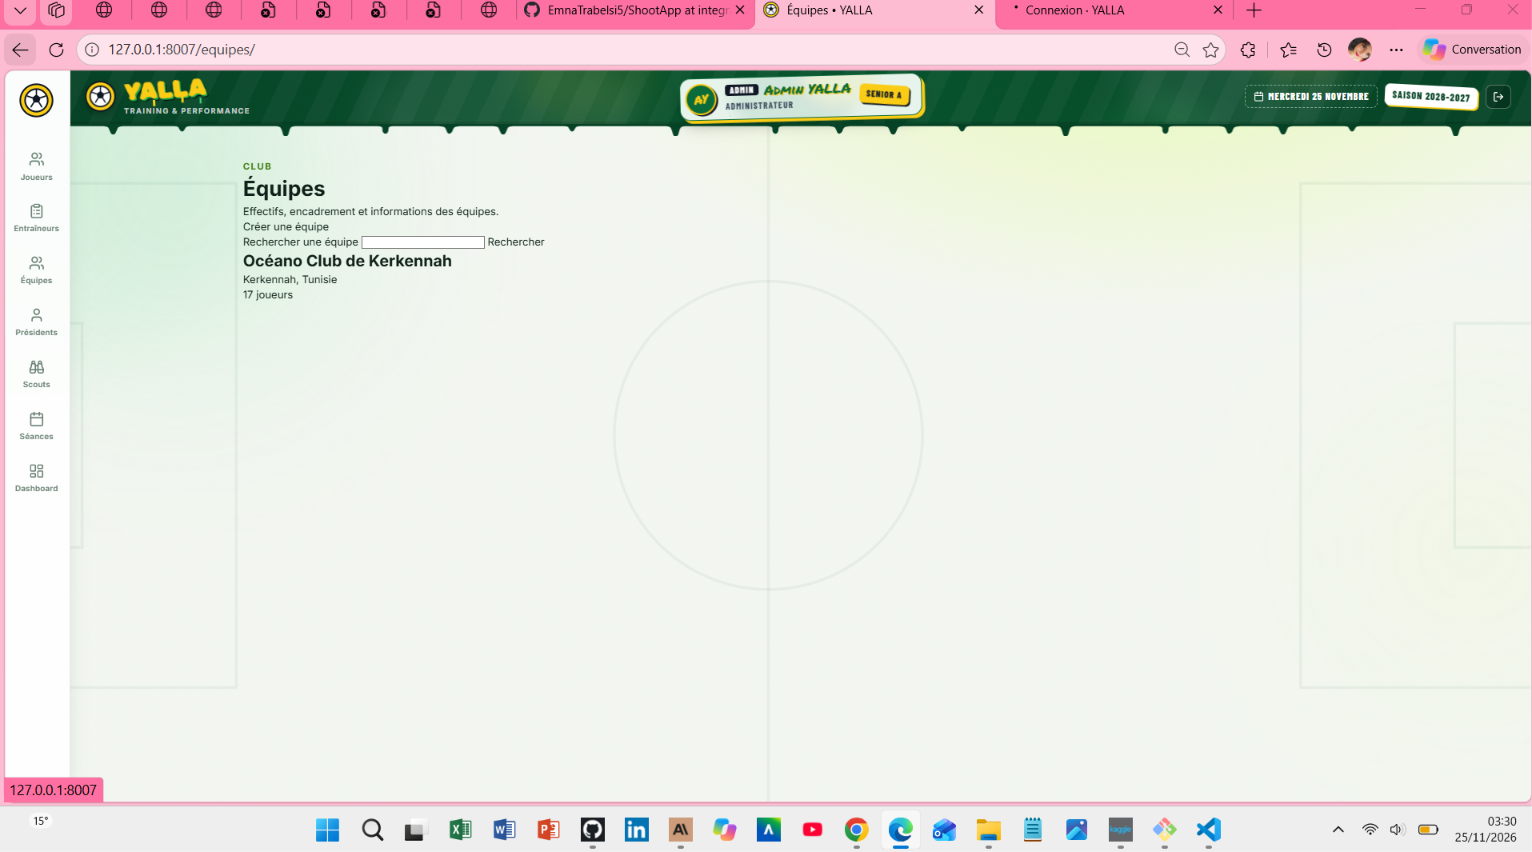 EmnaTrabelsi5/ShootApp at integr
Équipes • YALLA
Connexion · YALLA
127.0.0.1:8007/equipes/
Conversation
YALLA
TRAINING & PERFORMANCE
AY
ADMIN
ADMIN YALLA
ADMINISTRATEUR
SENIOR A
MERCREDI 25 NOVEMBRE
SAISON 2026-2027
Joueurs
Entraîneurs
Équipes
Présidents
Scouts
Séances
Dashboard
CLUB
Équipes
Effectifs, encadrement et informations des équipes.
Créer une équipe
Rechercher une équipe Rechercher
Océano Club de Kerkennah
Kerkennah, Tunisie
17 joueurs
127.0.0.1:8007
15°
kaggle
03:30
25/11/2026